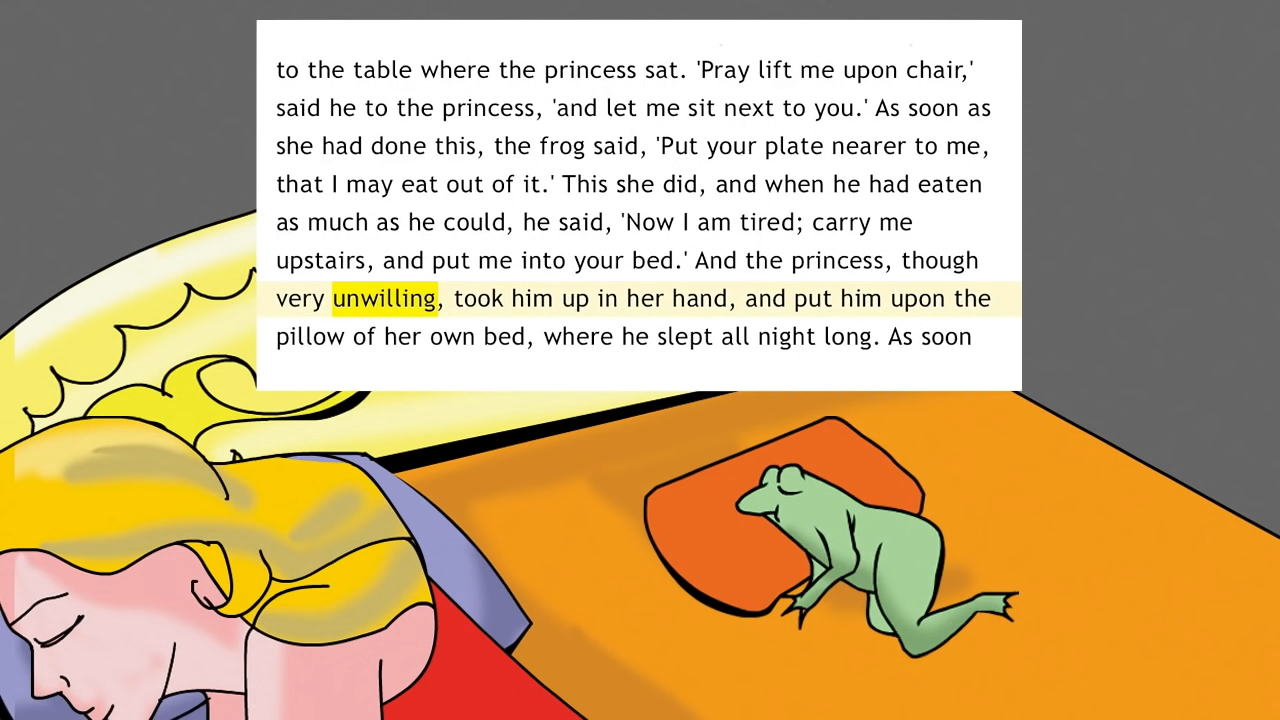 to the table where the princess sat. 'Pray lift me upon chair,'
said he to the princess, 'and let me sit next to you.' As soon as
she had done this, the frog said, 'Put your plate nearer to me,
that I may eat out of it.' This she did, and when he had eaten
as much as he could, he said, 'Now I am tired; carry me
upstairs, and put me into your bed.' And the princess, though
very unwilling, took him up in her hand, and put him upon the
pillow of her own bed, where he slept all night long. As soon